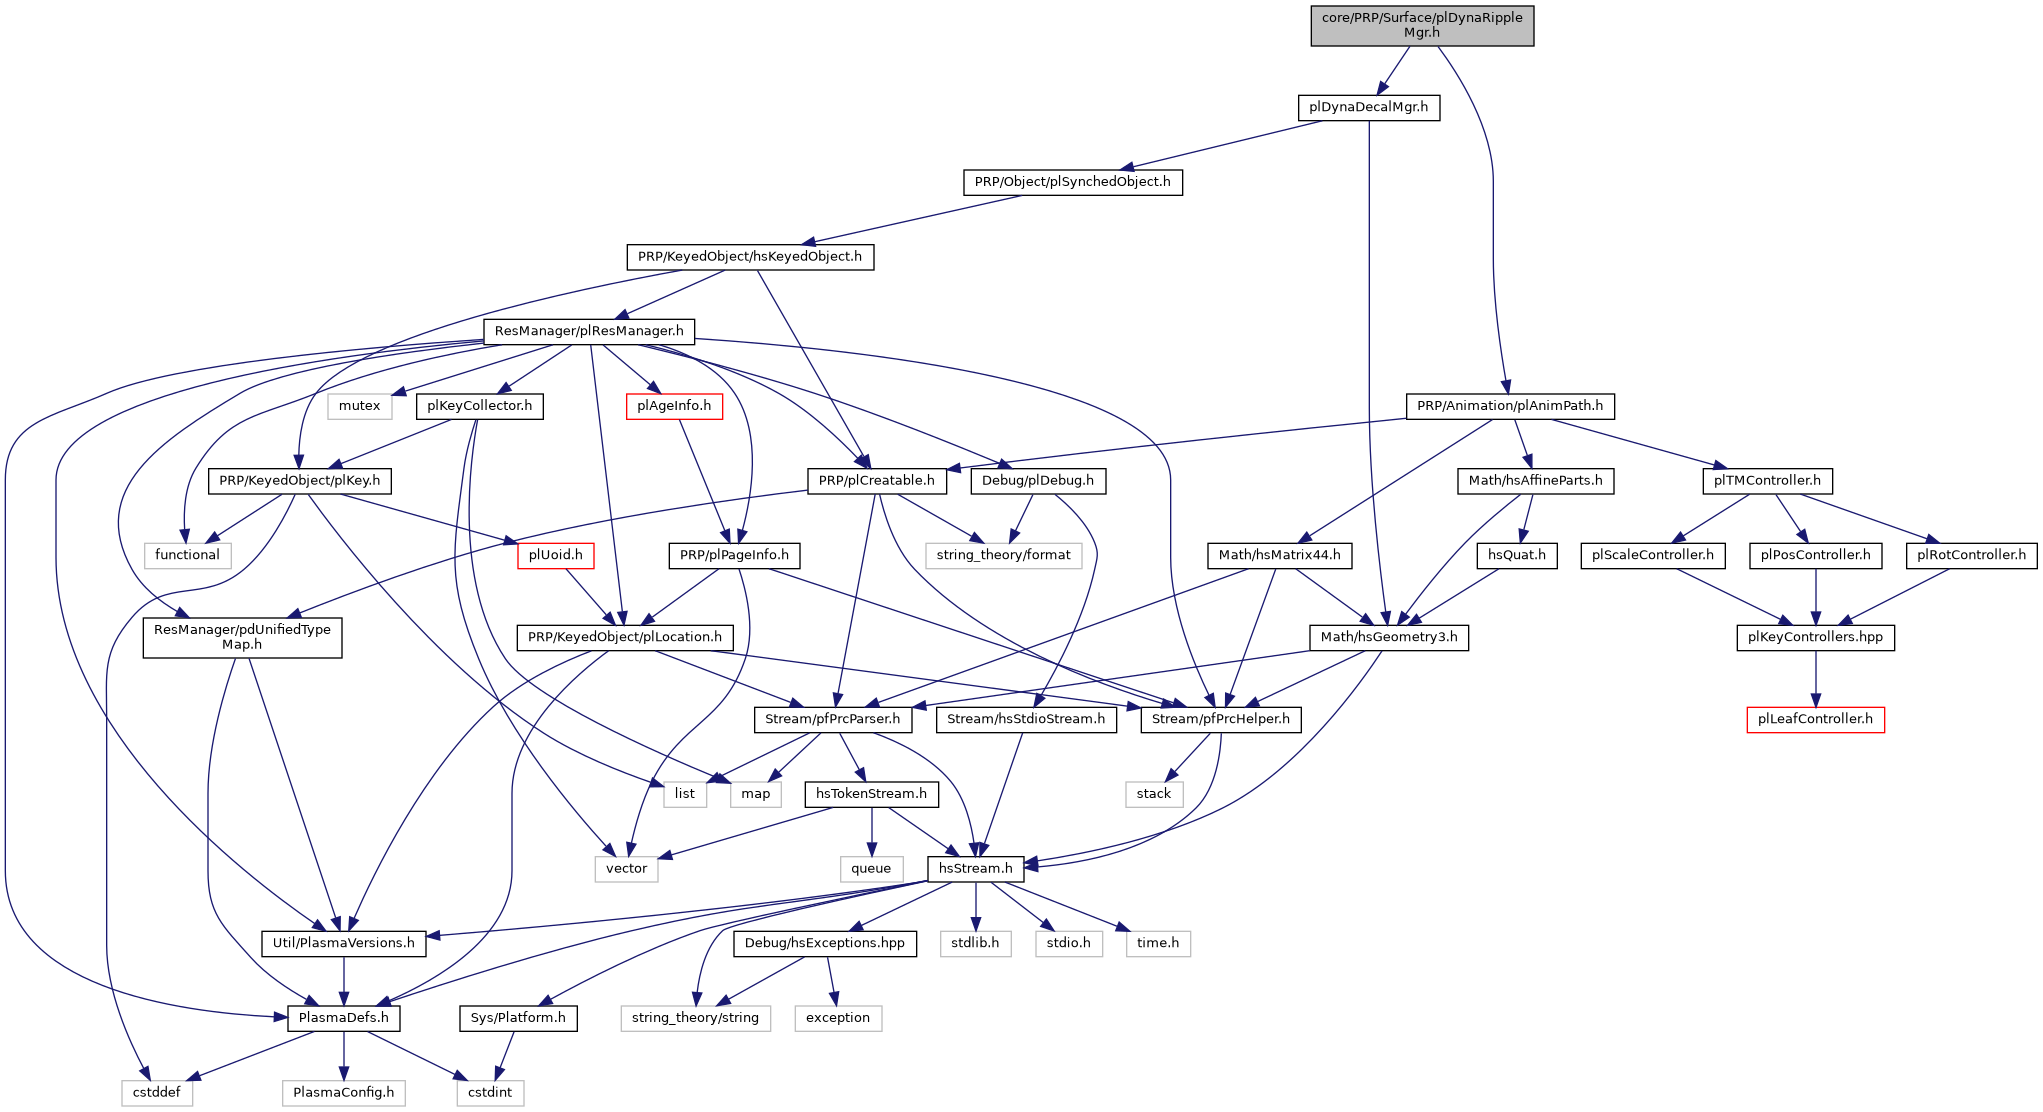 core/PRP/Surface/plDynaRipple
Mgr.h
plDynaDecalMgr.h
PRP/Object/plSynchedObject.h
PRP/KeyedObject/hsKeyedObject.h
ResManager/plResManager.h
mutex
plKeyCollector.h
plAgeInfo.h
PRP/Animation/plAnimPath.h
PRP/KeyedObject/plKey.h
PRP/plCreatable.h
Debug/plDebug.h
Math/hsAffineParts.h
plTMController.h
functional
plUoid.h
PRP/plPageInfo.h
string_theory/format
Math/hsMatrix44.h
hsQuat.h
plScaleController.h
plPosController.h
plRotController.h
ResManager/pdUnifiedType
Map.h
PRP/KeyedObject/plLocation.h
Math/hsGeometry3.h
plKeyControllers.hpp
Stream/pfPrcParser.h
Stream/hsStdioStream.h
Stream/pfPrcHelper.h
plLeafController.h
list
map
hsTokenStream.h
stack
vector
queue
hsStream.h
Util/PlasmaVersions.h
Debug/hsExceptions.hpp
stdlib.h
stdio.h
time.h
PlasmaDefs.h
Sys/Platform.h
string_theory/string
exception
cstddef
PlasmaConfig.h
cstdint